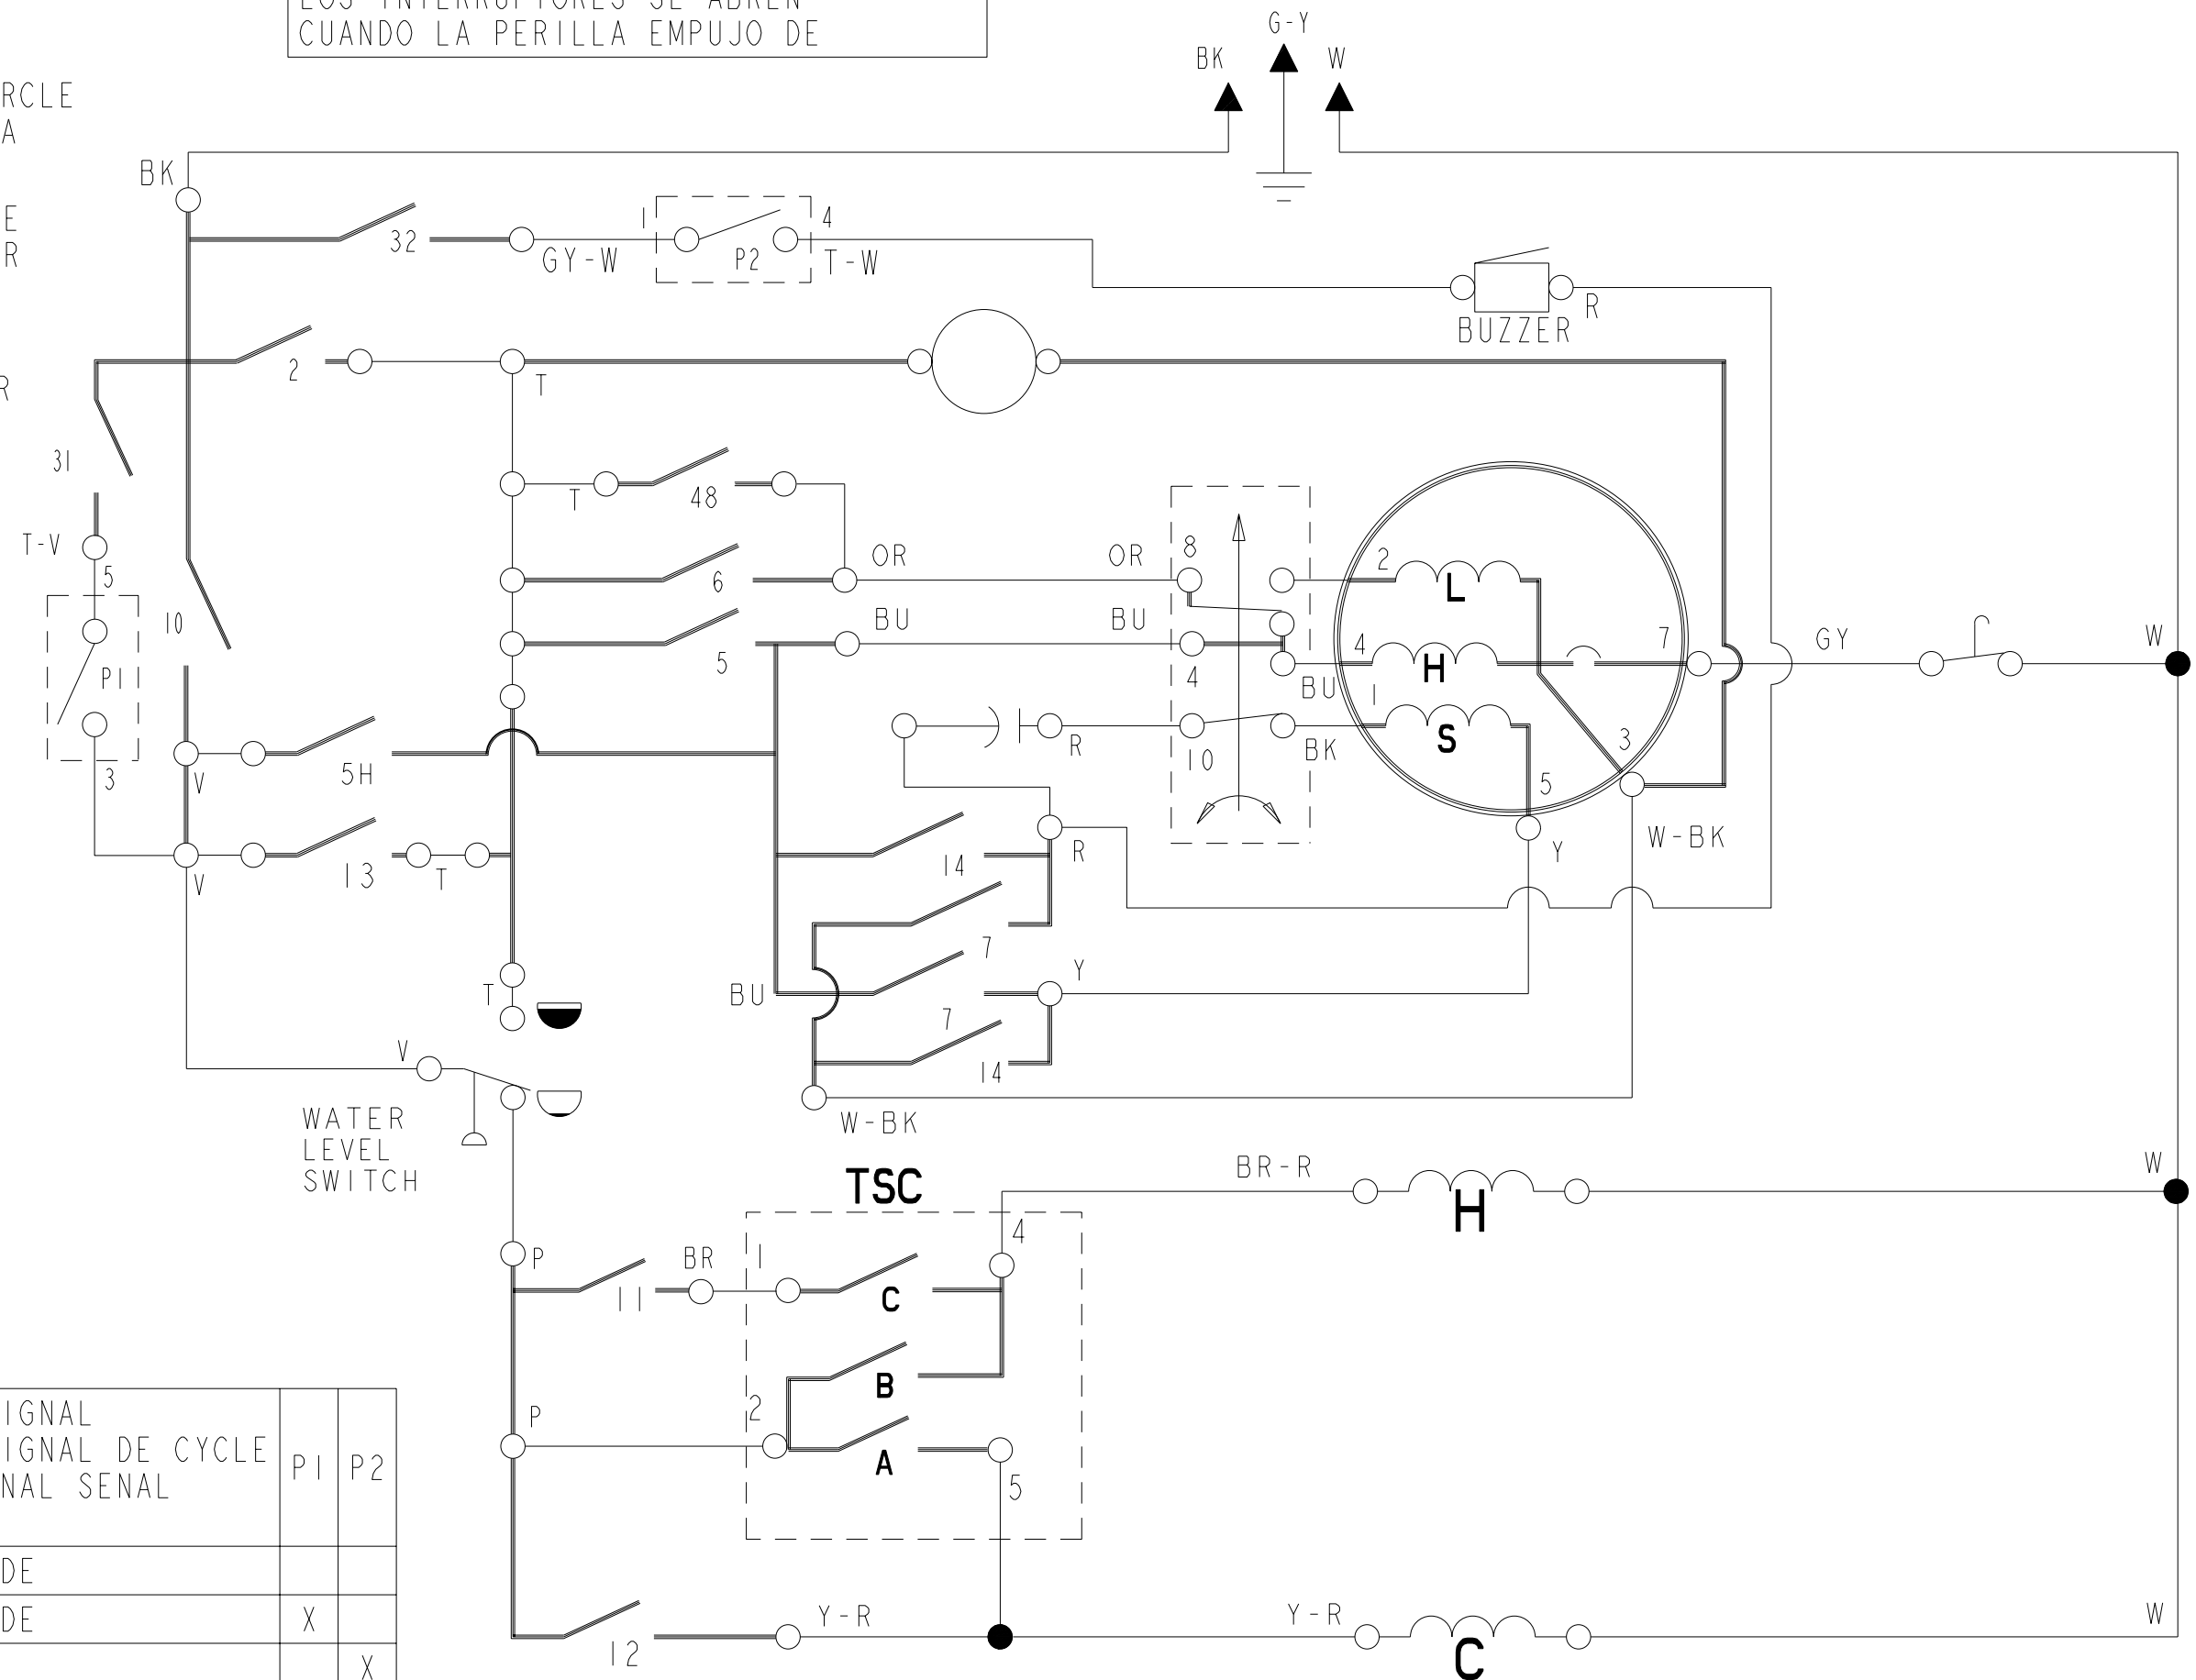 CUANDO LA PERILLA EMPUJO DE
G-Y
BK
W
RCLE
A
BK
E
R
32
GY-W
1
P2
4
T-W
BUZZER
R
2
T
R
31
T
48
T-V
5
10
P1
3
6
OR
OR
8
5
BU
BU
4
BU
2
L
4
H
7
1
S
3
5
GY
W
V
5H
R
10
BK
V
13
T
14
R
7
Y
W-BK
T
BU
7
Y
14
V
WATER
LEVEL
SWITCH
W-BK
TSC
BR-R
H
W
P
11
BR
1
C
4
B
P
2
A
5
IGNAL
IGNAL DE CYCLE
NAL SENAL
P1
P2
DE
DE
X
X
12
Y-R
Y-R
C
W